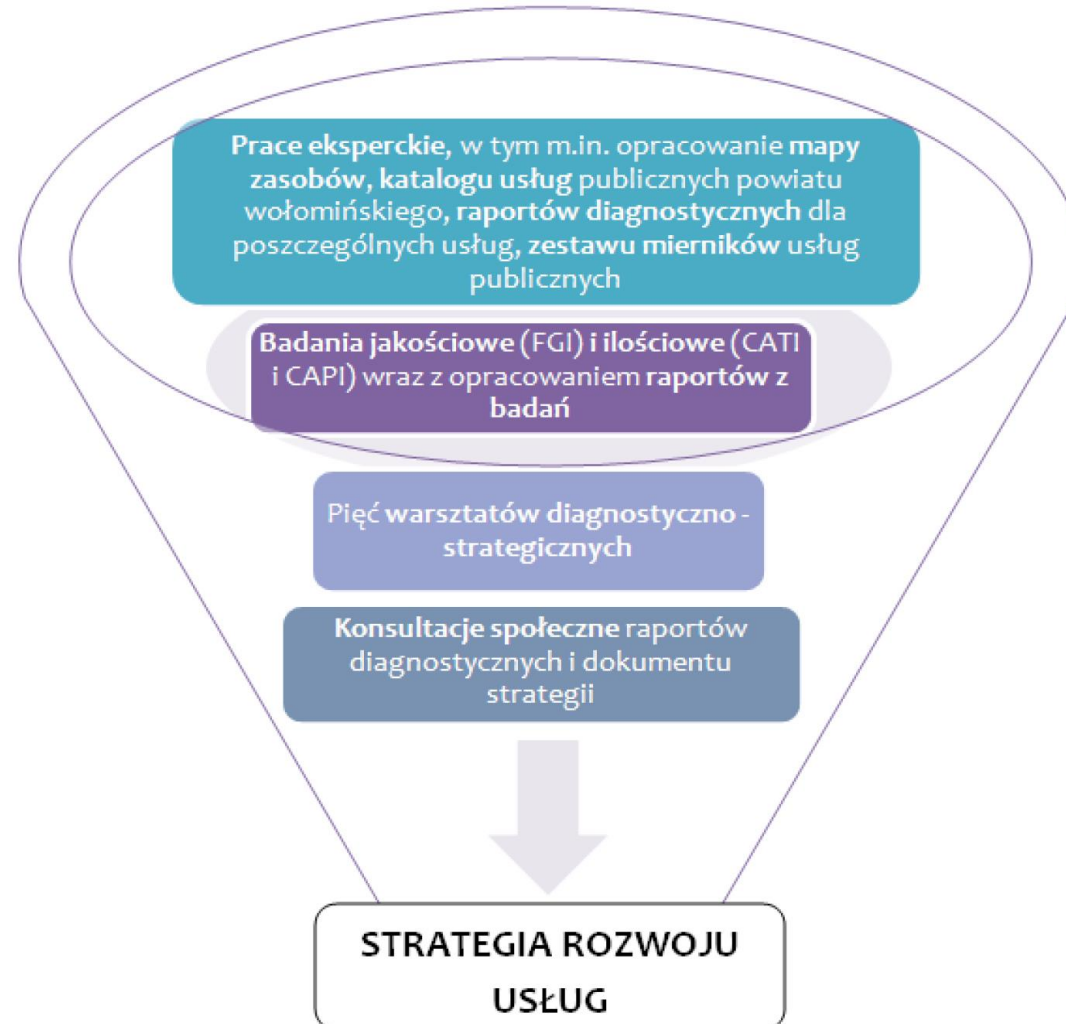 Prace eksperckie, w tym m.in. opracowanie mapy
zasobów, katalogu usług publicznych powiatu
wołomińskiego, raportów diagnostycznych dla
poszczególnych usług, zestawu mierników usług
publicznych
Badania jakościowe (FGI) i ilościowe (CATI
i CAPI) wraz z opracowaniem raportów z
badań
Pięć warsztatów diagnostyczno -
strategicznych
Konsultacje społeczne raportów
diagnostycznych i dokumentu
strategii
STRATEGIA ROZWOJU
USŁUG